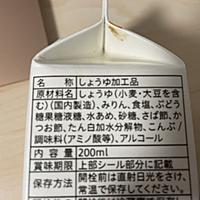 名称 しょうゆ加工品
原材料名 しょうゆ(小麦・大豆を含
む)(国内製造)、みりん、食塩、ぶどう
糖果糖液糖、水あめ、砂糖、さば節、か
つお節、たん白加水分解物、こんぶ/
調味料(アミノ酸等)、アルコール
内容量 200ml
賞味期限 上部シール部分に記載
保存方法 開栓前は直射日光をさけ、
常温で保存してください。